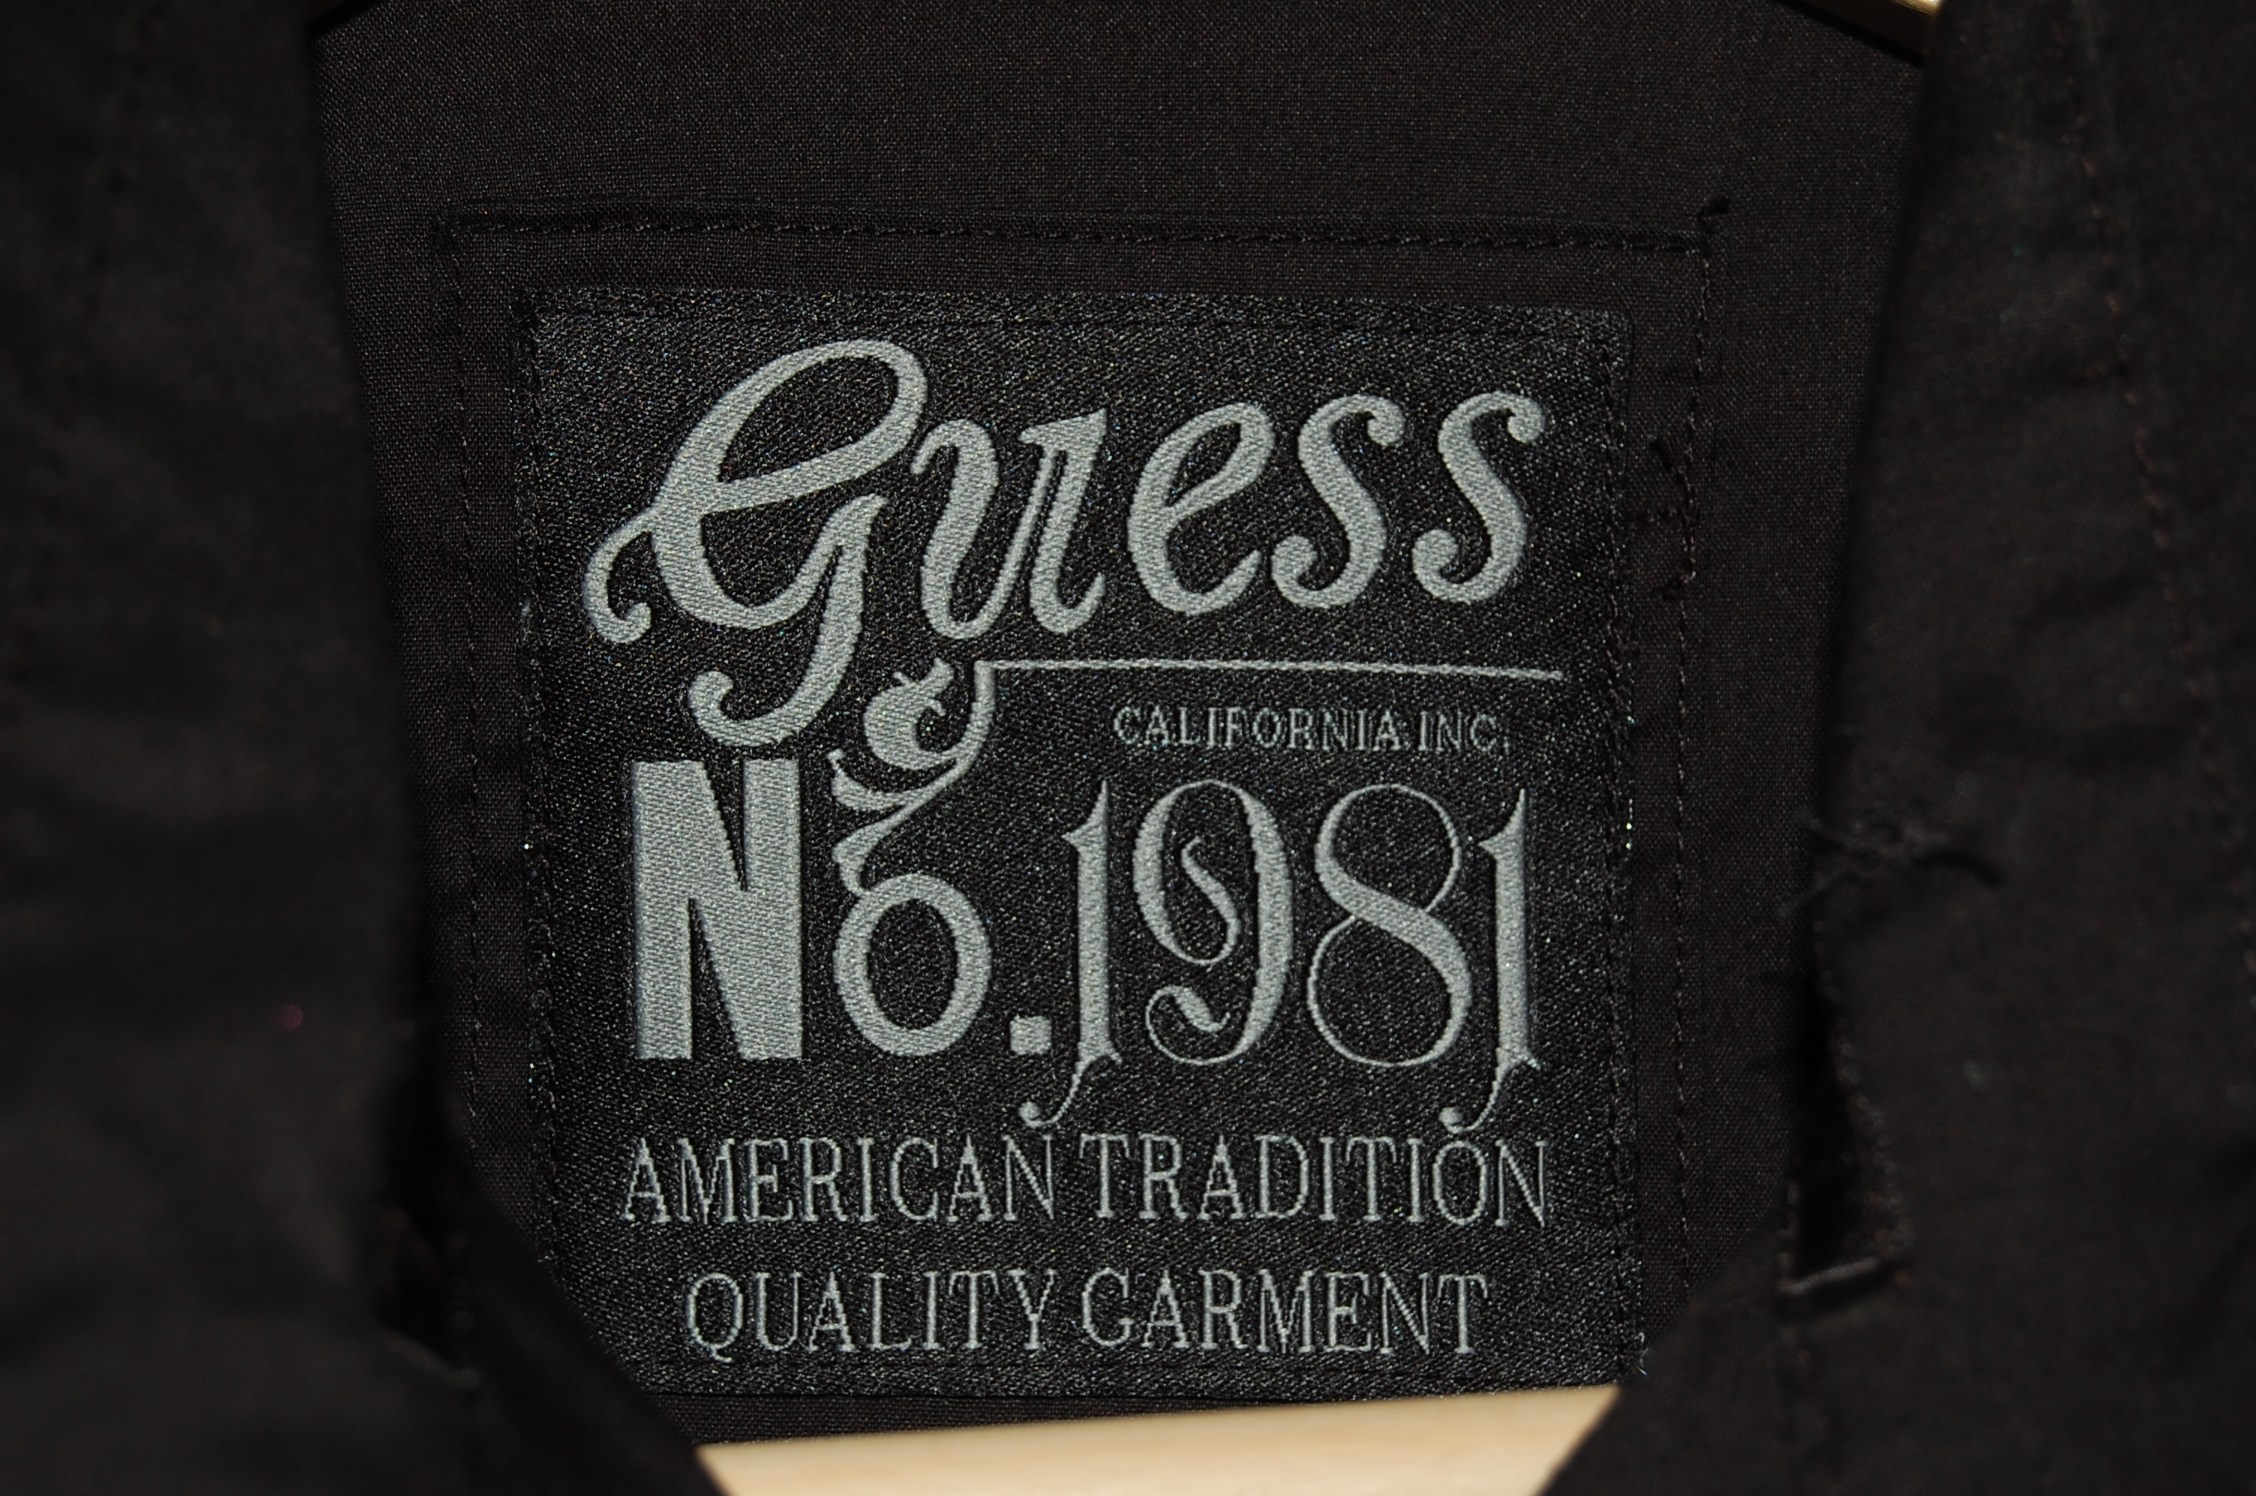 Guess
CALIFORNIA INC.
No.1981
AMERICAN TRADITION
QUALITY GARMENT